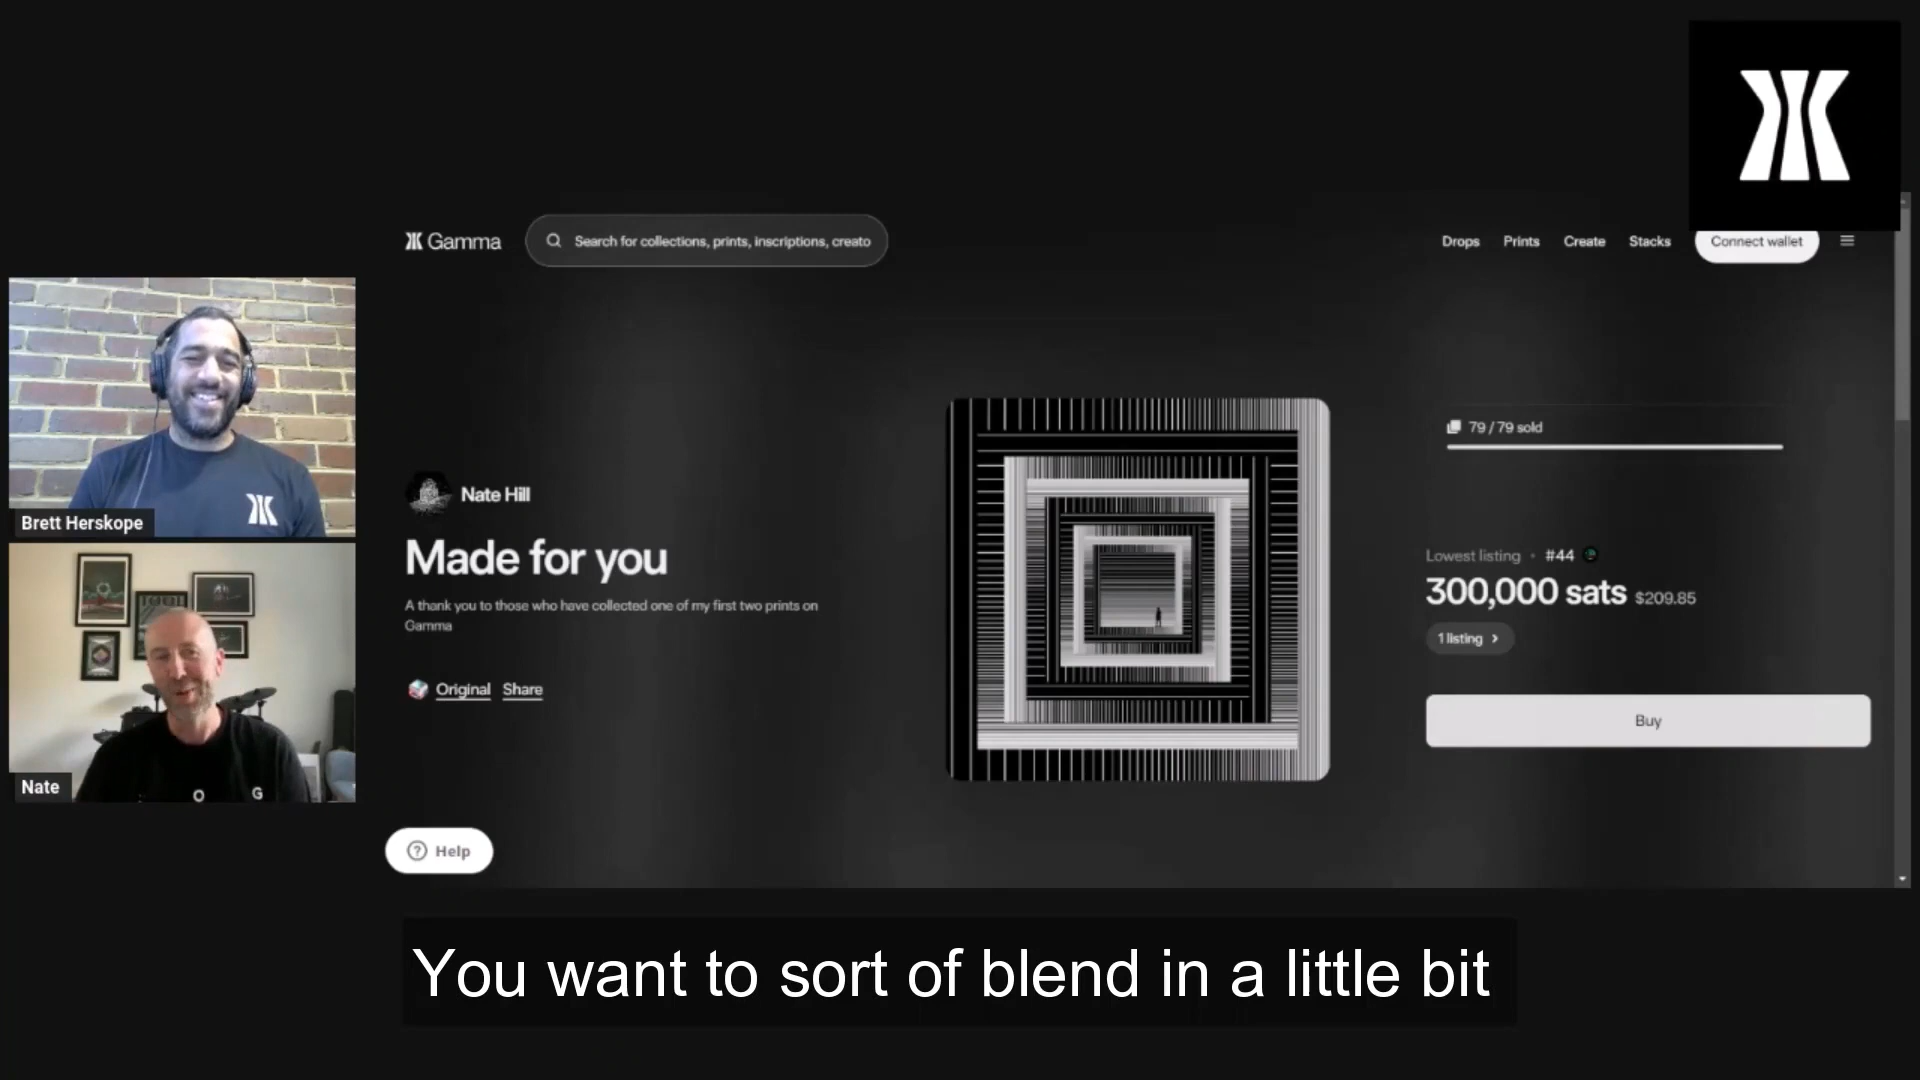 Gamma
Search for collections, prints, inscriptions, creato
Drops
Prints
Create
Stacks
Connect wallet
Brett Herskope
Nate
O G
Nate Hill
Made for you
A thank you to those who have collected one of my first two prints on
Gamma
Original
Share
79 / 79 sold
Lowest listing • #44
300,000 sats $209.85
1 listing >
Buy
? Help
You want to sort of blend in a little bit